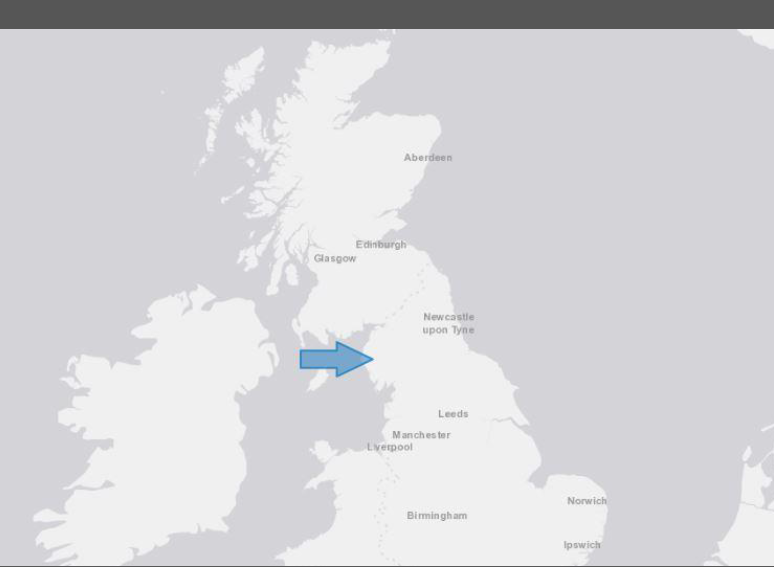 Aberdeen
Edinburgh
Glasgow
Newcastle
upon Tyne
Leeds
Manchester
Liverpool
Norwich
Birmingham
Ipswich